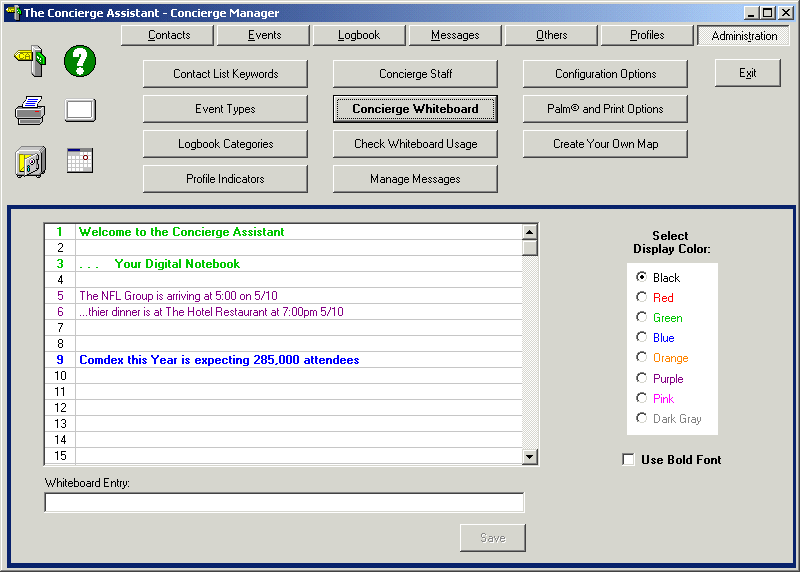 The Concierge Assistant - Concierge Manager
Contacts
Events
Logbook
Messages
Others
Profiles
Administration
Contact List Keywords
Concierge Staff
Configuration Options
Exit
Event Types
Concierge Whiteboard
Palm© and Print Options
Logbook Categories
Check Whiteboard Usage
Create Your Own Map
Profile Indicators
Manage Messages
1 Welcome to the Concierge Assistant
2
3 . . . Your Digital Notebook
4
5 The NFL Group is arriving at 5:00 on 5/10
6 ...thier dinner is at The Hotel Restaurant at 7:00pm 5/10
7
8
9 Comdex this Year is expecting 285,000 attendees
10
11
12
13
14
15
Select
Display Color:
Black
Red
Green
Blue
Orange
Purple
Pink
Dark Gray
Use Bold Font
Whiteboard Entry:
Save